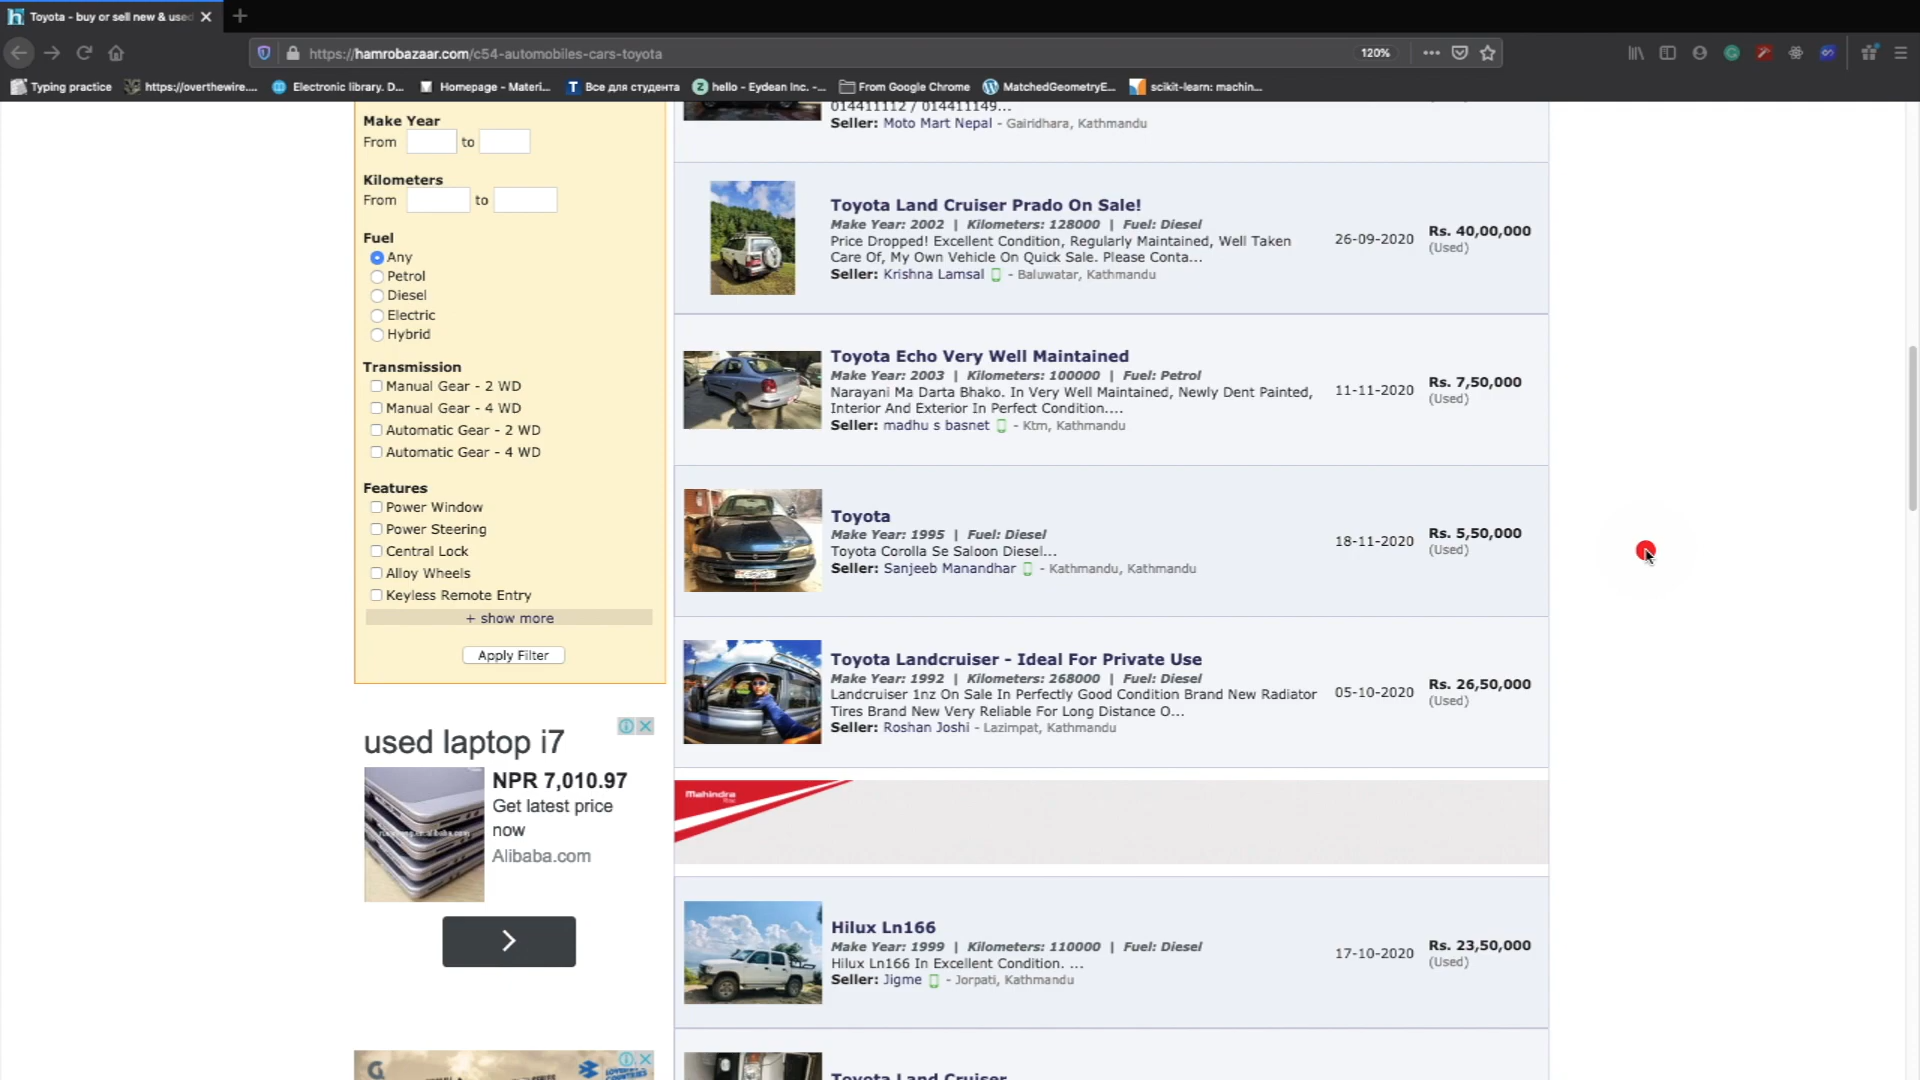 Toyota - buy or sell new & used
https://hamrobazaar.com/c54-automobiles-cars-toyota
120%
Typing practice
https://overthewire....
Electronic library. D...
Homepage - Materi...
Все для студента
hello - Eydean Inc. -...
From Google Chrome
MatchedGeometryE...
scikit-learn: machin...
Make Year
From to
Kilometers
From to
Fuel
Any
Petrol
Diesel
Electric
Hybrid
Transmission
Manual Gear - 2 WD
Manual Gear - 4 WD
Automatic Gear - 2 WD
Automatic Gear - 4 WD
Features
Power Window
Power Steering
Central Lock
Alloy Wheels
Keyless Remote Entry
+ show more
Apply Filter
used laptop i7
NPR 7,010.97
Get latest price
now
Alibaba.com
014411112 / 014411149...
Seller: Moto Mart Nepal - Gairidhara, Kathmandu
Toyota Land Cruiser Prado On Sale!
Make Year: 2002 | Kilometers: 128000 | Fuel: Diesel
Price Dropped! Excellent Condition, Regularly Maintained, Well Taken
Care Of, My Own Vehicle On Quick Sale. Please Conta...
Seller: Krishna Lamsal - Baluwatar, Kathmandu
26-09-2020
Rs. 40,00,000
(Used)
Toyota Echo Very Well Maintained
Make Year: 2003 | Kilometers: 100000 | Fuel: Petrol
Narayani Ma Darta Bhako. In Very Well Maintained, Newly Dent Painted,
Interior And Exterior In Perfect Condition....
Seller: madhu s basnet - Ktm, Kathmandu
11-11-2020
Rs. 7,50,000
(Used)
Toyota
Make Year: 1995 | Fuel: Diesel
Toyota Corolla Se Saloon Diesel...
Seller: Sanjeeb Manandhar - Kathmandu, Kathmandu
18-11-2020
Rs. 5,50,000
(Used)
Toyota Landcruiser - Ideal For Private Use
Make Year: 1992 | Kilometers: 268000 | Fuel: Diesel
Landcruiser 1nz On Sale In Perfectly Good Condition Brand New Radiator
Tires Brand New Very Reliable For Long Distance O...
Seller: Roshan Joshi - Lazimpat, Kathmandu
05-10-2020
Rs. 26,50,000
(Used)
Mahindra
Rise
Hilux Ln166
Make Year: 1999 | Kilometers: 110000 | Fuel: Diesel
Hilux Ln166 In Excellent Condition. ...
Seller: Jigme - Jorpati, Kathmandu
17-10-2020
Rs. 23,50,000
(Used)
Toyota Land Cruiser